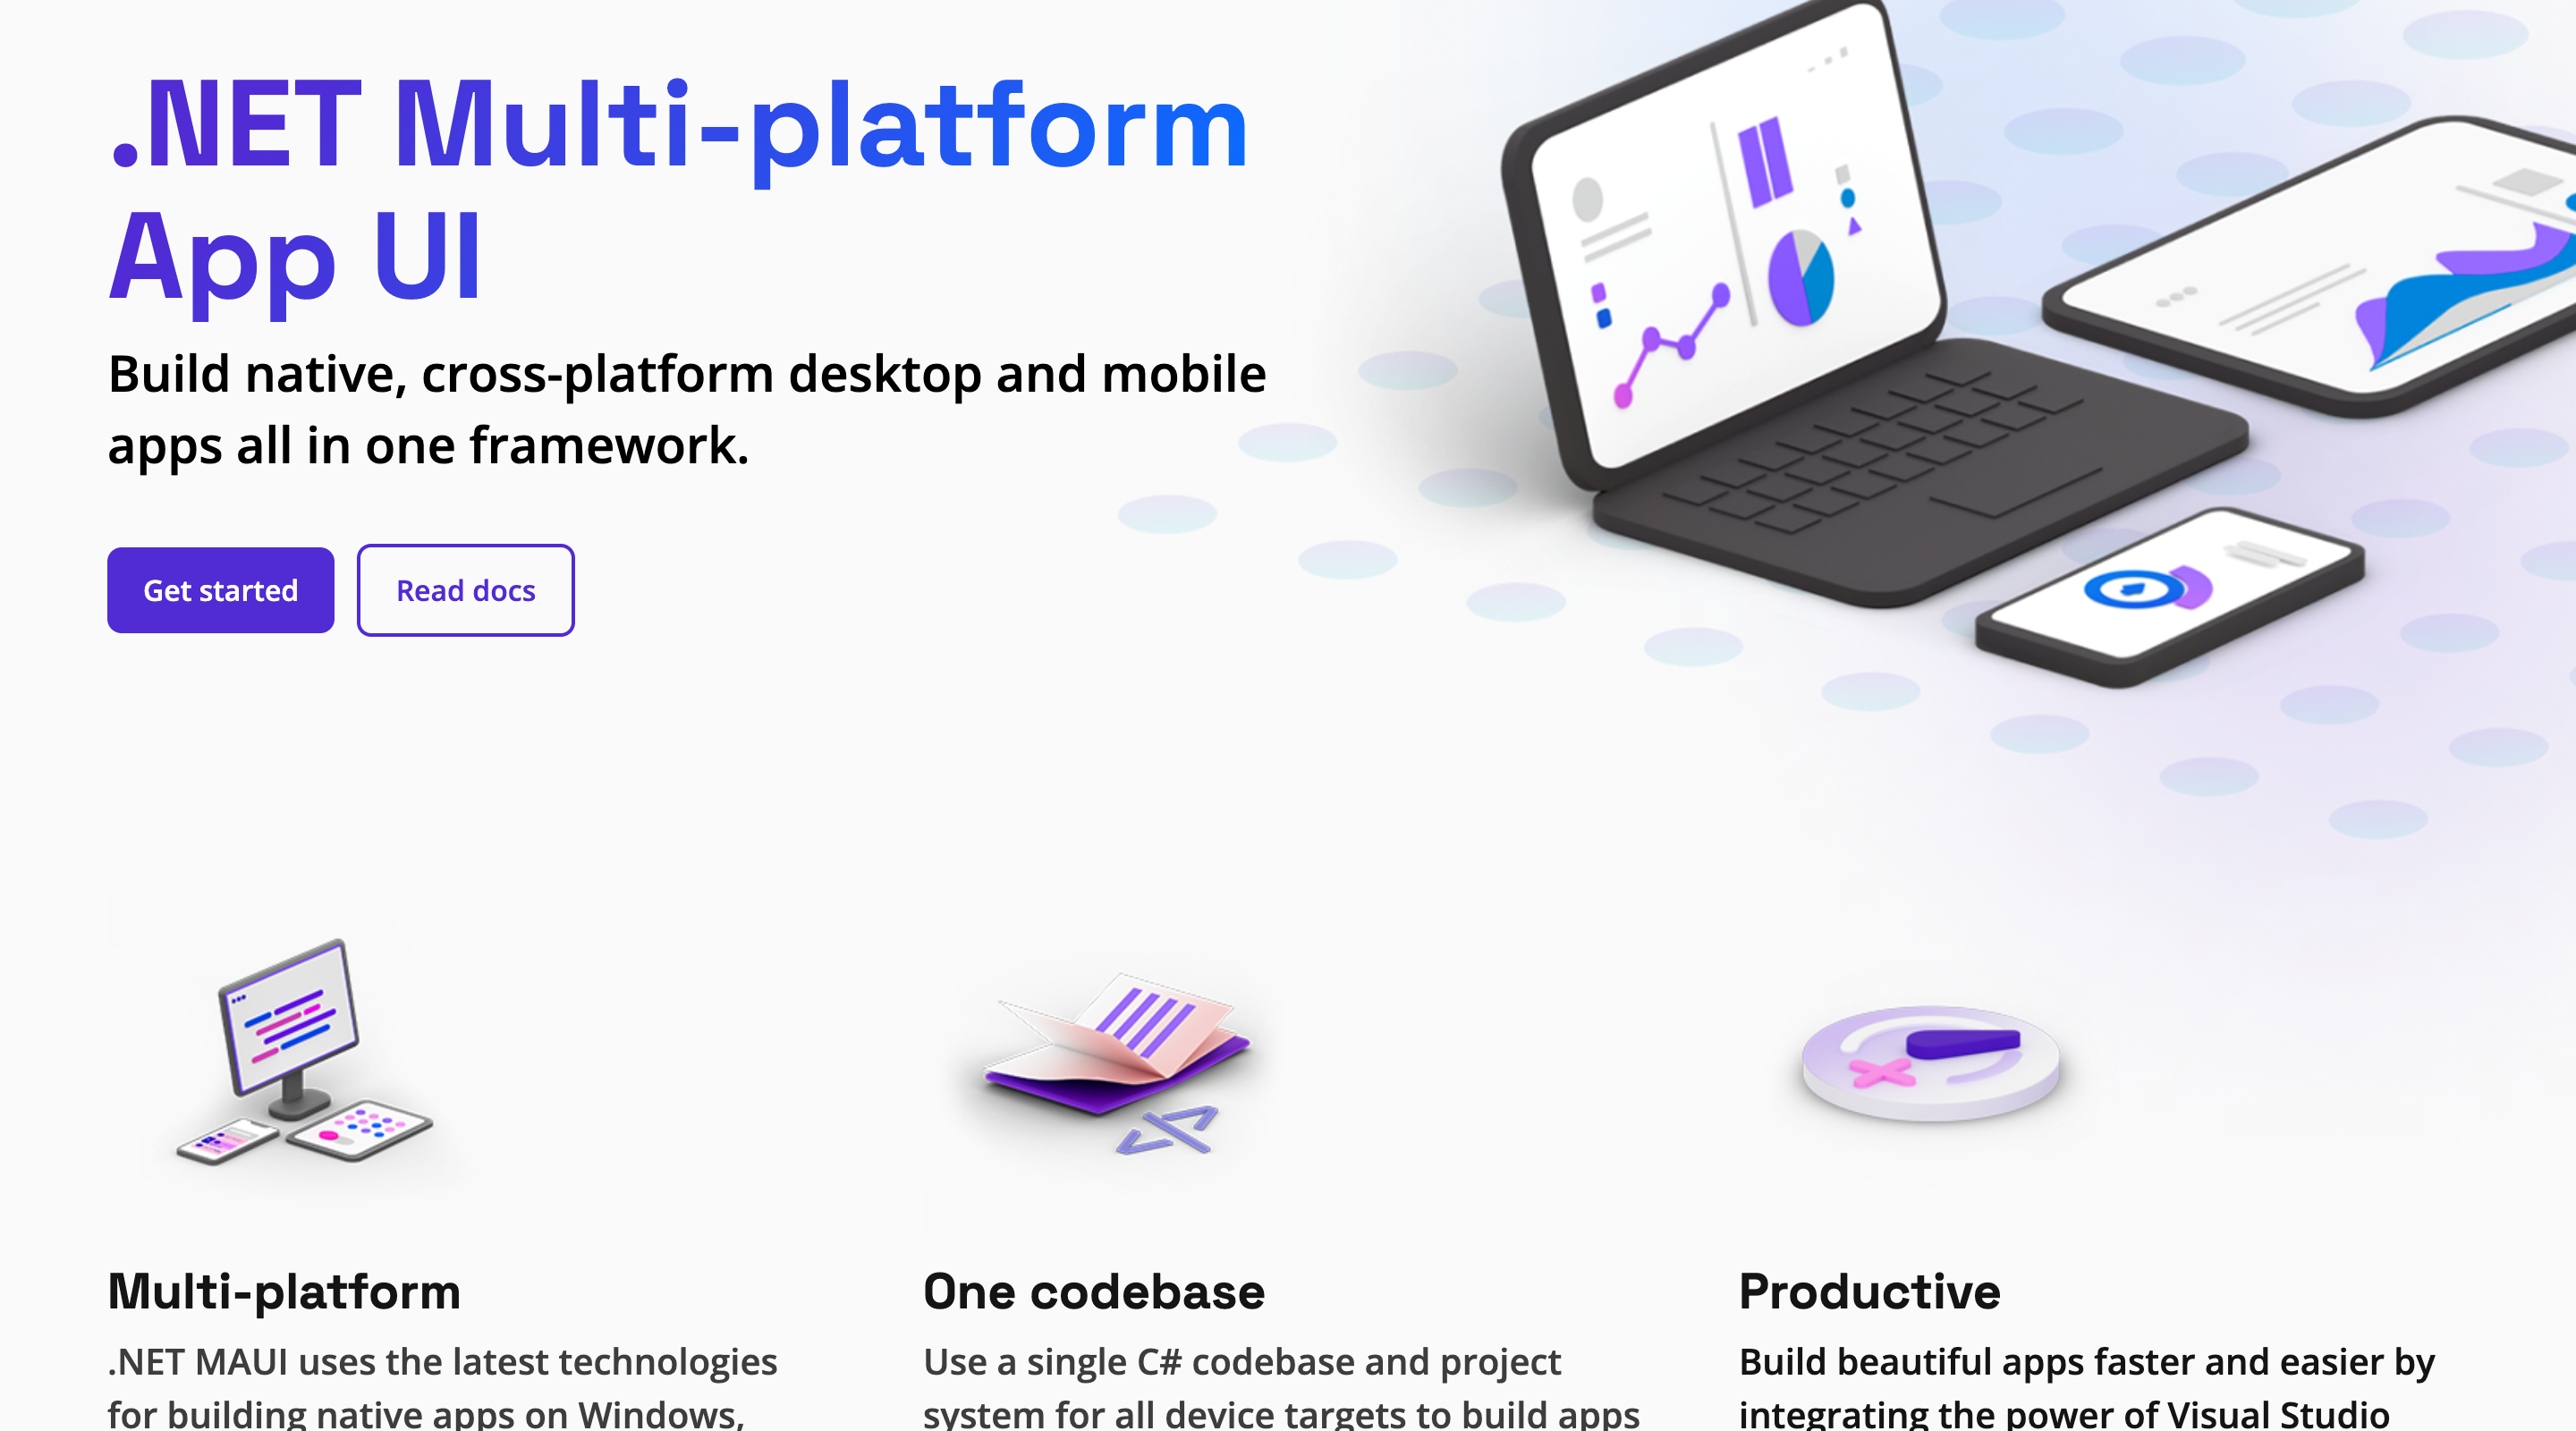 .NET Multi-platform
App UI
Build native, cross-platform desktop and mobile
apps all in one framework.
Get started
Read docs
Multi-platform
.NET MAUI uses the latest technologies
for building native apps on Windows,
One codebase
Use a single C# codebase and project
system for all device targets to build apps
Productive
Build beautiful apps faster and easier by
integrating the power of Visual Studio